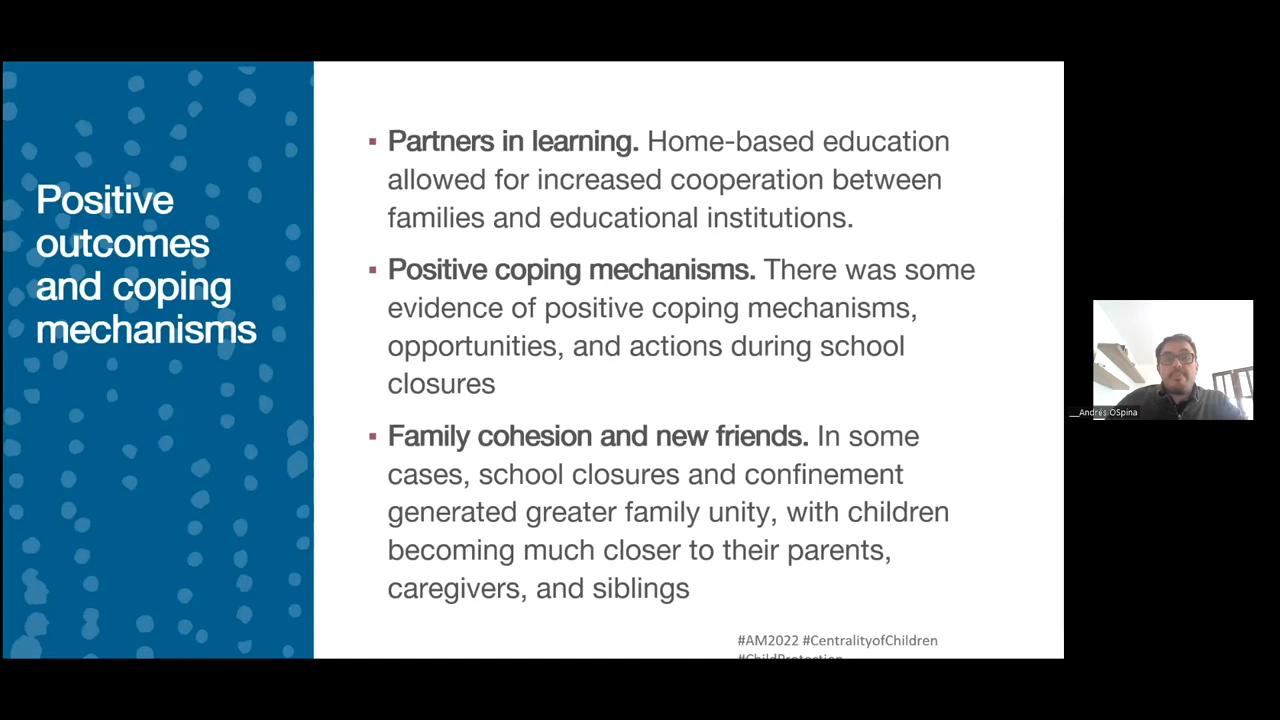 Positive
outcomes
and coping
mechanisms
▪ Partners in learning. Home-based education
allowed for increased cooperation between
families and educational institutions.
▪ Positive coping mechanisms. There was some
evidence of positive coping mechanisms,
opportunities, and actions during school
closures
▪ Family cohesion and new friends. In some
cases, school closures and confinement
generated greater family unity, with children
becoming much closer to their parents,
caregivers, and siblings
#AM2022 #CentralityofChildren
#ChildProtection
__Andrés OSpina